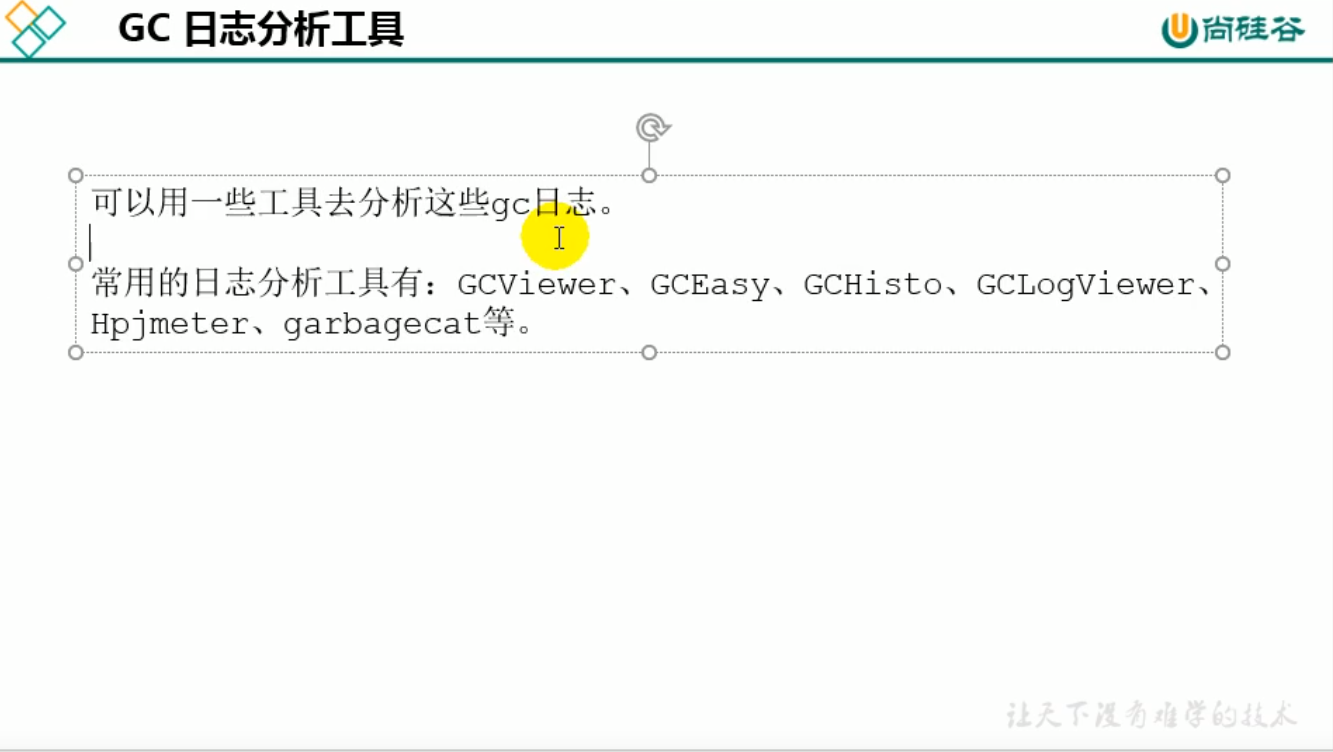 GC 日志分析工具
尚硅谷
可以用一些工具去分析这些gc日志。
常用的日志分析工具有：GCViewer、GCEasy、GCHisto、GCLogViewer、
Hpjmeter、garbagecat等。
让天下没有难学的技术